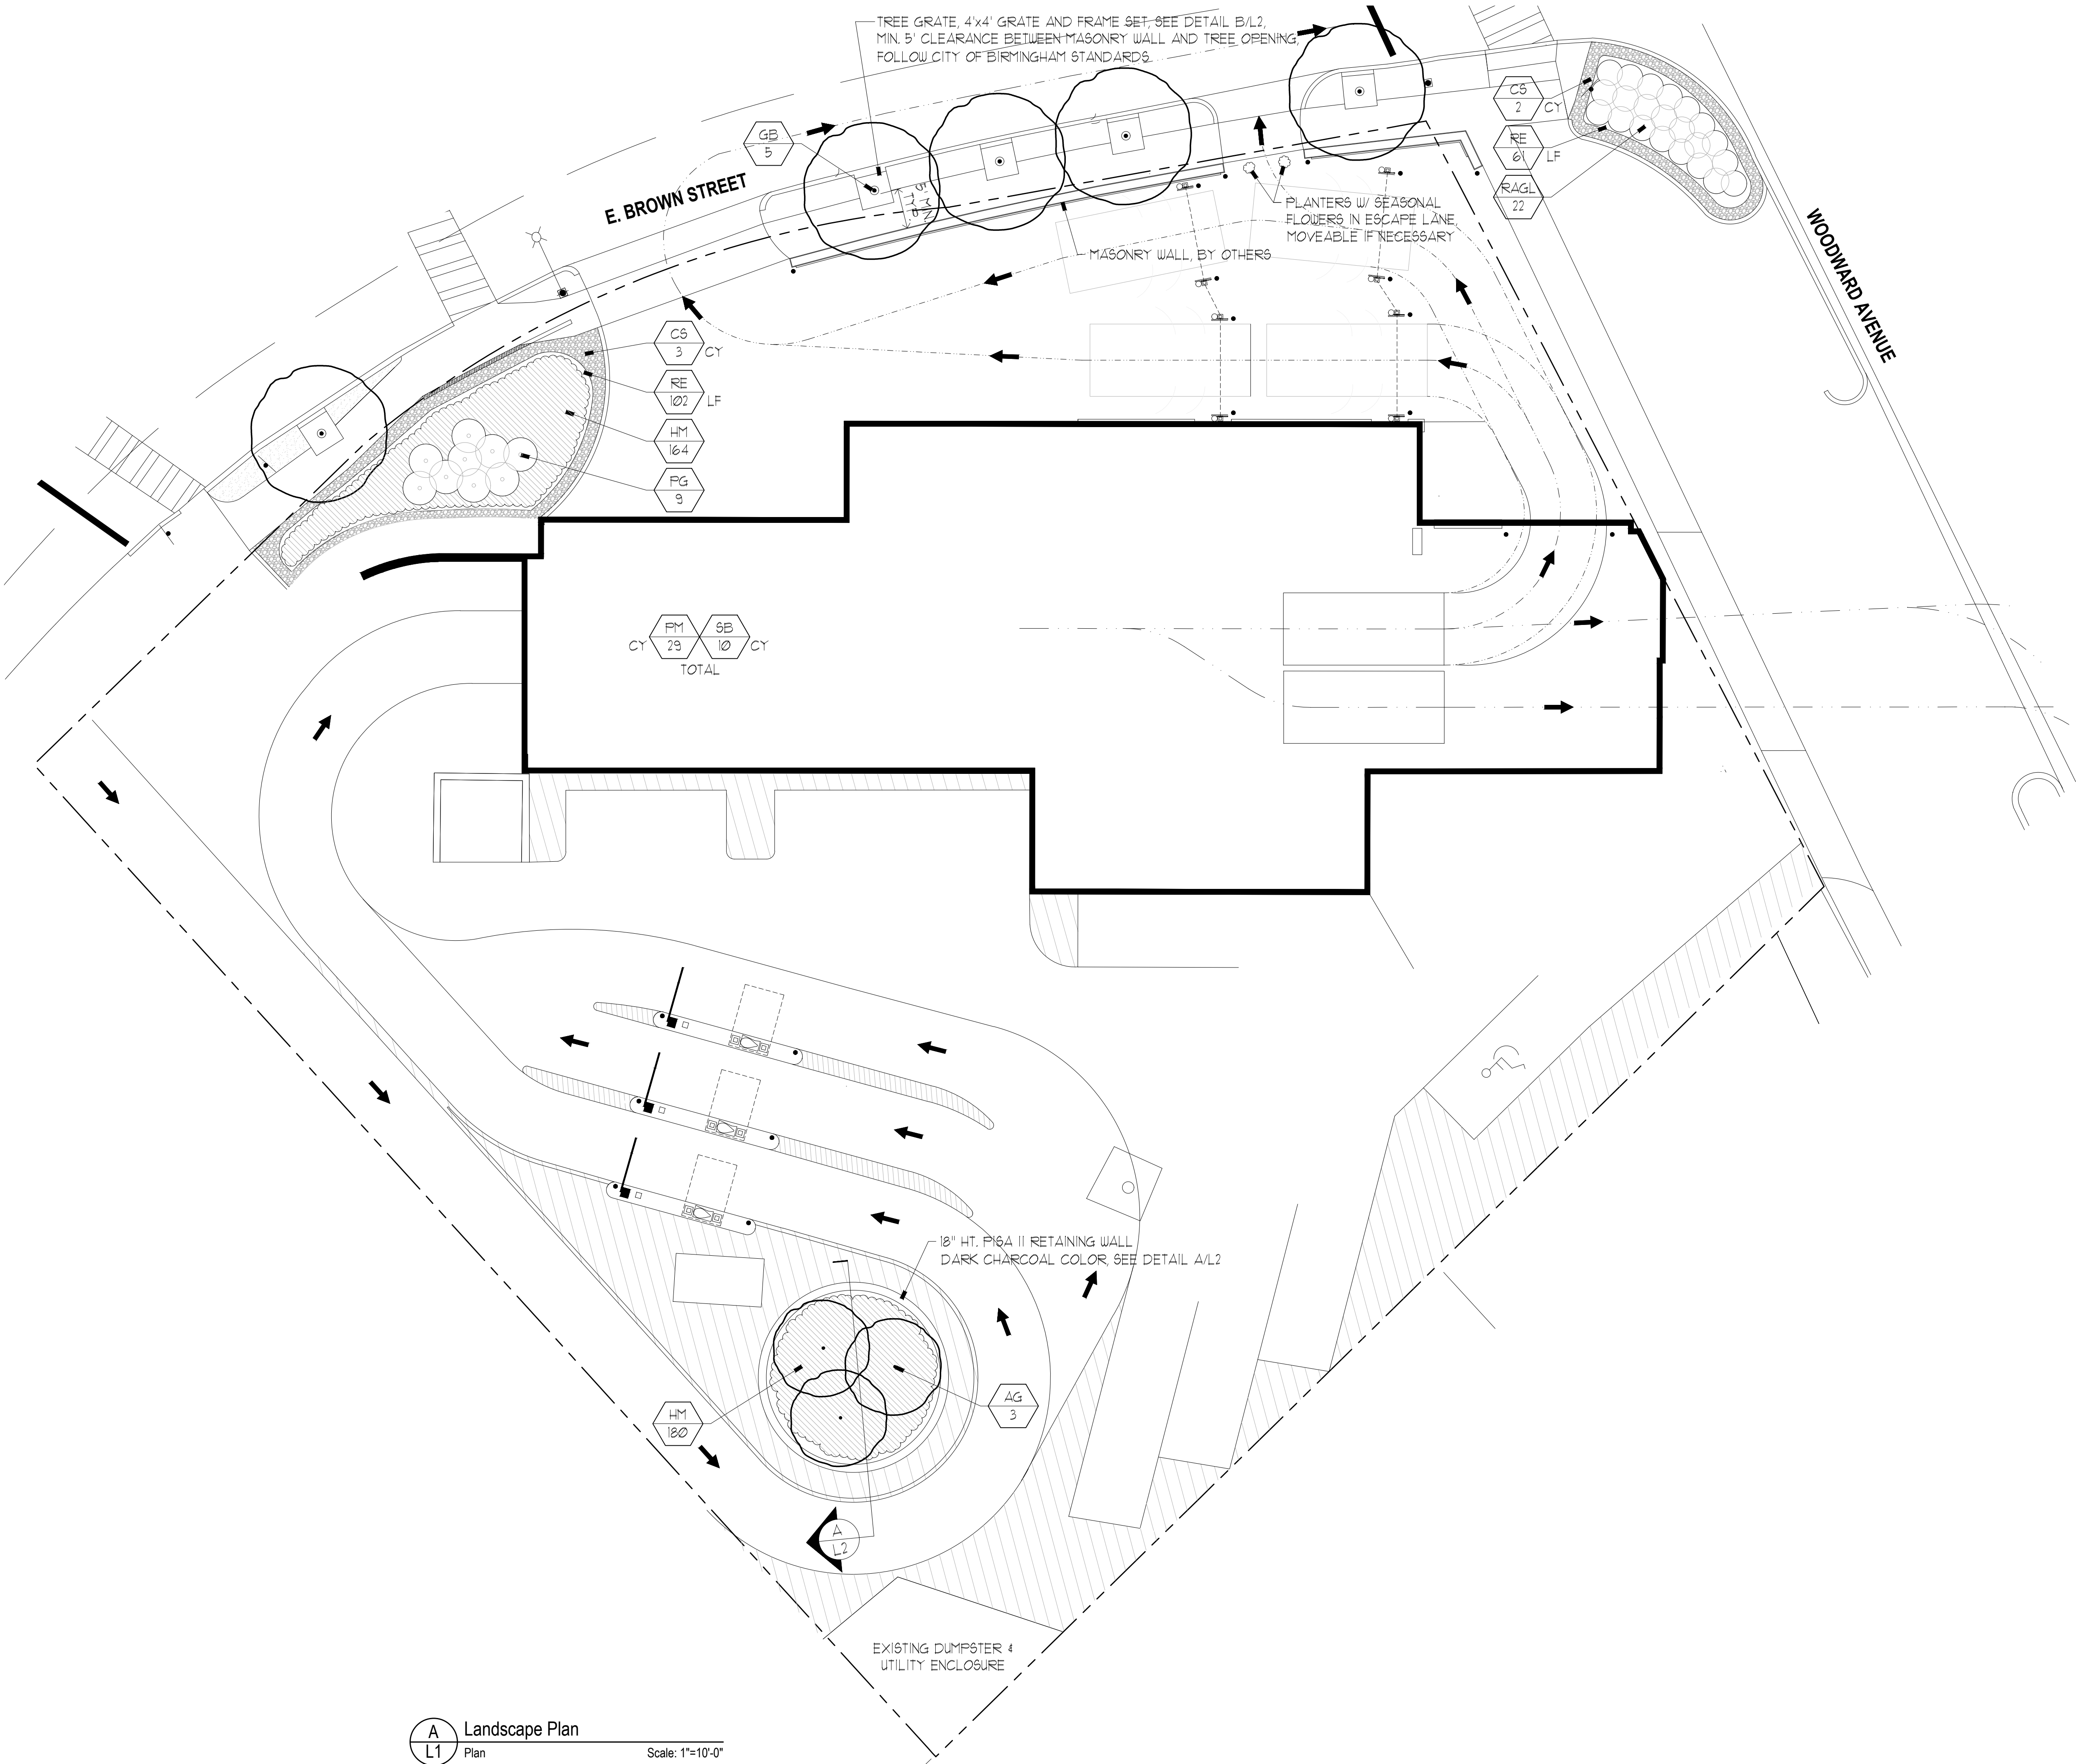 TREE GRATE, 4'x4' GRATE AND FRAME SET, SEE DETAIL B/L2,
MIN. 5' CLEARANCE BETWEEN MASONRY WALL AND TREE OPENING,
FOLLOW CITY OF BIRMINGHAM STANDARDS
GB
5
E. BROWN STREET
5' MIN.
TYP.
CS
2 CY
RE
61 LF
RAGL
22
PLANTERS W/ SEASONAL
FLOWERS IN ESCAPE LANE,
MOVEABLE IF NECESSARY
MASONRY WALL, BY OTHERS
WOODWARD AVENUE
CS
3 CY
RE
102 LF
HM
164
PG
9
PM SB
CY 29 10 CY
TOTAL
18" HT. PISA II RETAINING WALL
DARK CHARCOAL COLOR, SEE DETAIL A/L2
AG
3
HM
180
A
L2
EXISTING DUMPSTER &
UTILITY ENCLOSURE
A
L1
Landscape Plan
Plan Scale: 1"=10'-0"